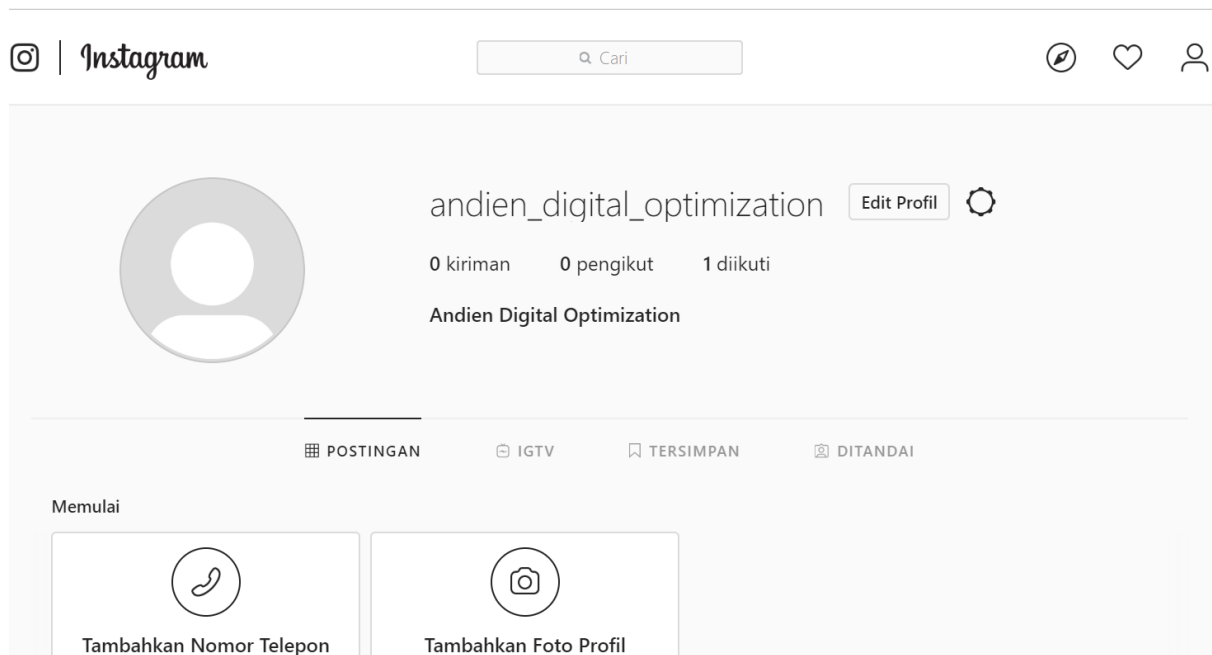 Instagram
Cari
andien_digital_optimization Edit Profil
0 kiriman 0 pengikut 1 diikuti
Andien Digital Optimization
POSTINGAN IGTV TERSIMPAN DITANDAI
Memulai
Tambahkan Nomor Telepon Tambahkan Foto Profil